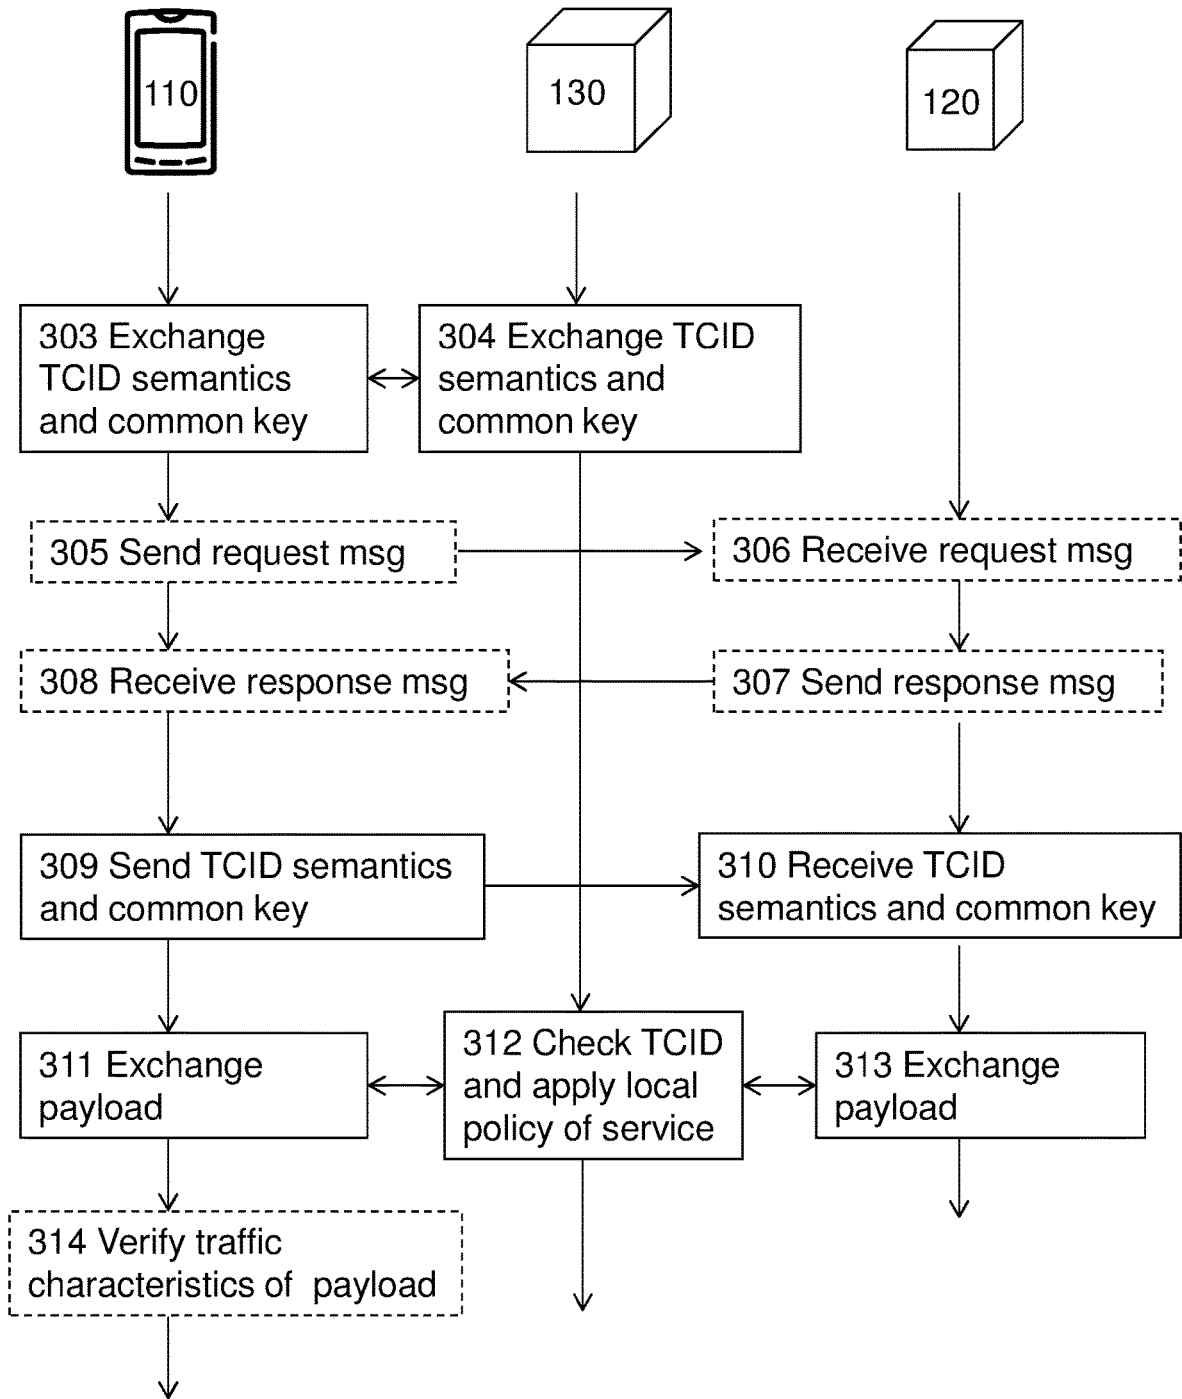 110
130
120
303 Exchange
TCID semantics
and common key
304 Exchange TCID
semantics and
common key
305 Send request msg
306 Receive request msg
308 Receive response msg
307 Send response msg
309 Send TCID semantics
and common key
310 Receive TCID
semantics and common key
311 Exchange
payload
312 Check TCID
and apply local
policy of service
313 Exchange
payload
314 Verify traffic
characteristics of payload